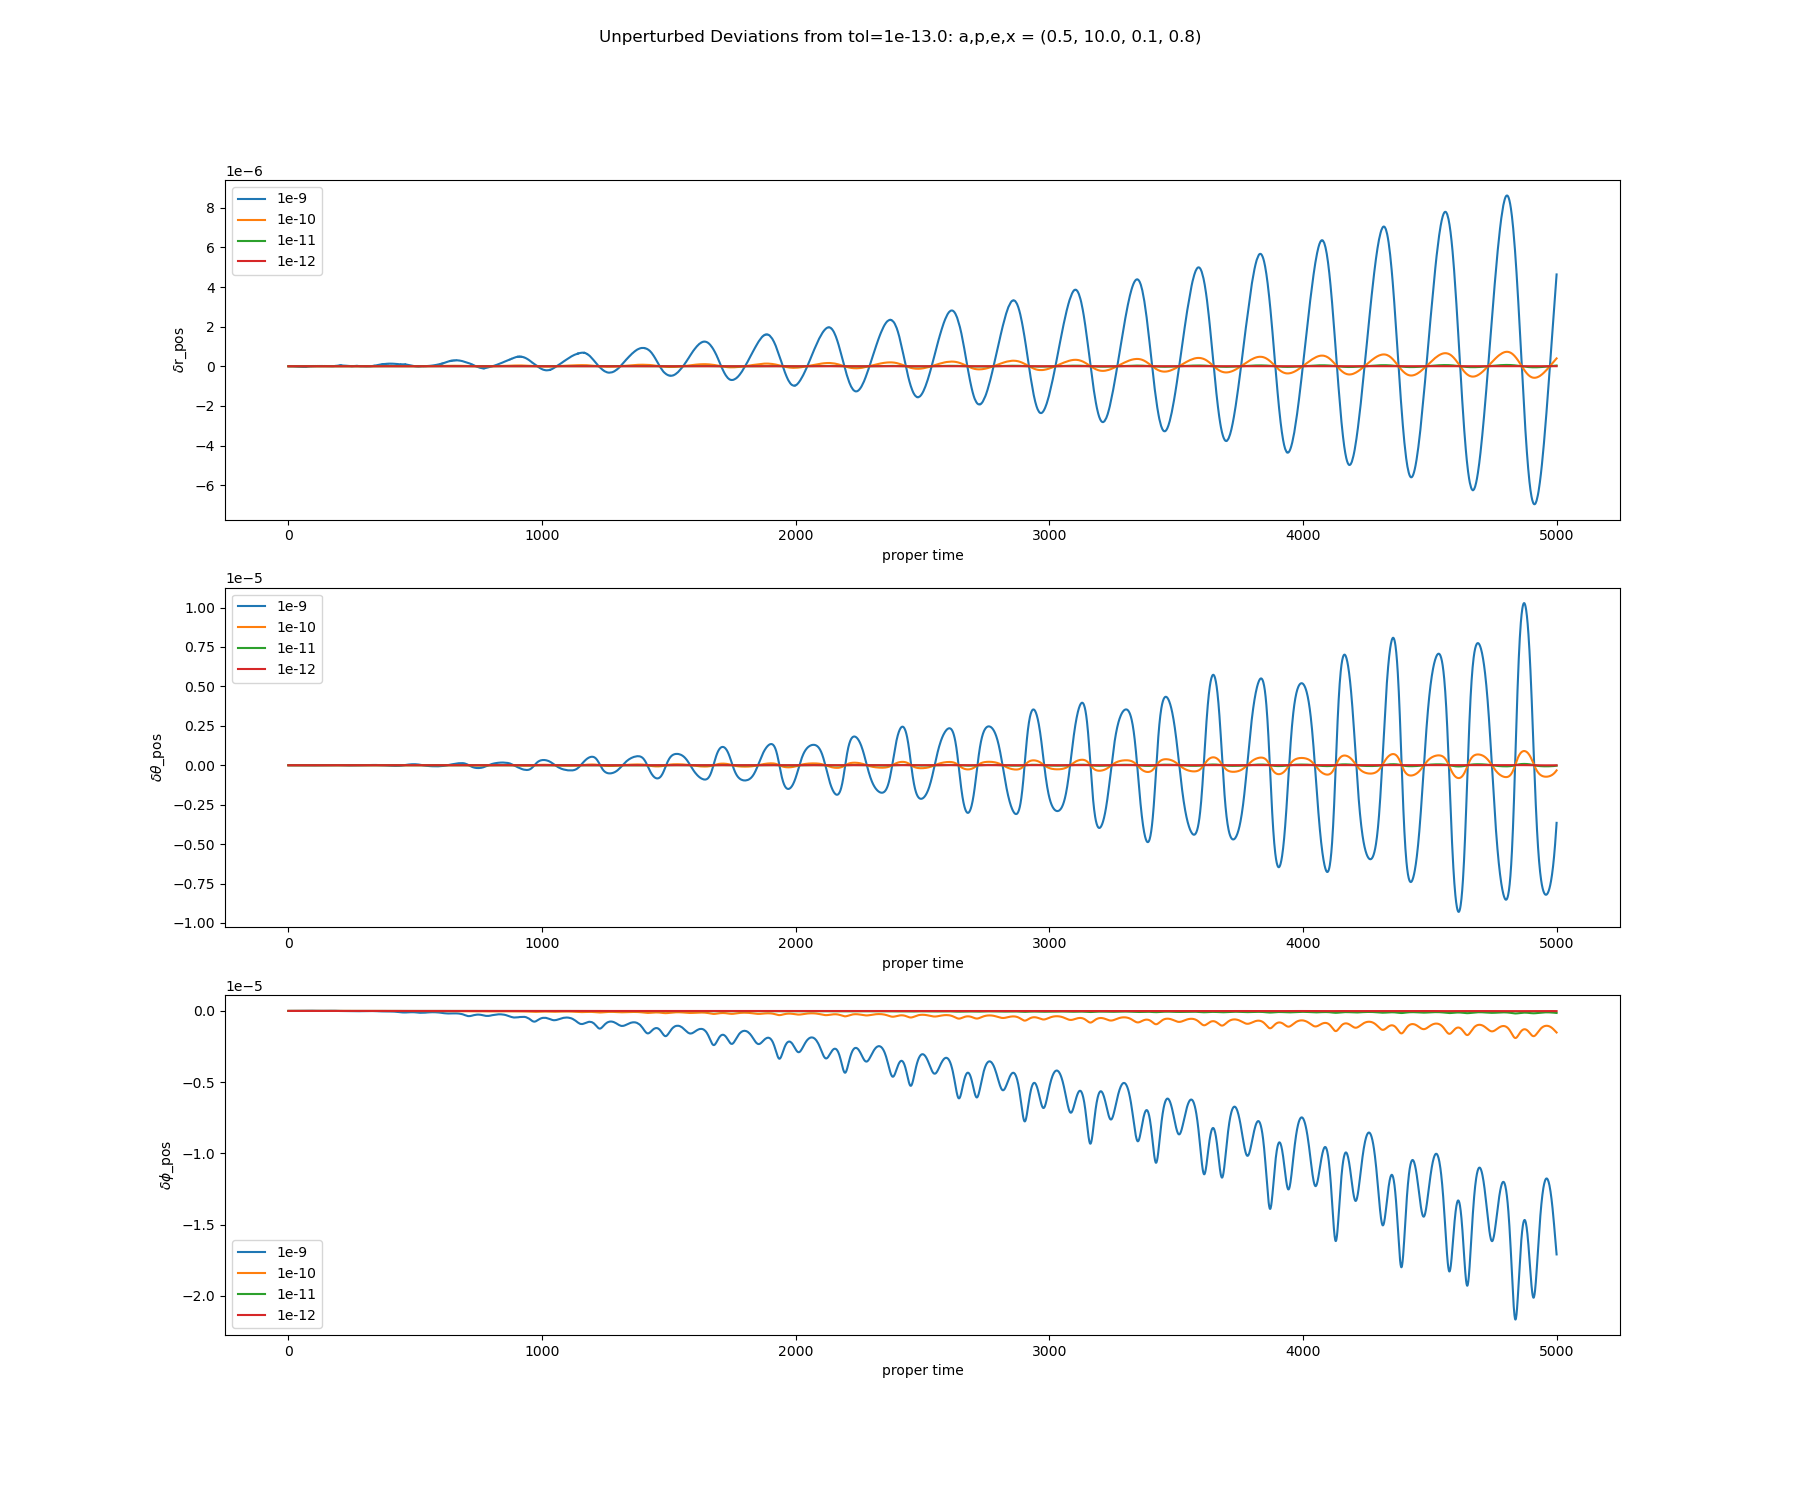 Unperturbed Deviations from tol=1e-13.0: a,p,e,x = (0.5, 10.0, 0.1, 0.8)
1e−6
1e-9
1e-10
1e-11
1e-12
8
6
4
2
0
−2
−4
−6
δr_pos
0 1000 2000 3000 4000 5000
proper time
1e−5
1e-9
1e-10
1e-11
1e-12
1.00
0.75
0.50
0.25
0.00
−0.25
−0.50
−0.75
−1.00
δθ_pos
0 1000 2000 3000 4000 5000
proper time
1e−5
0.0
−0.5
−1.0
−1.5
−2.0
δϕ_pos
1e-9
1e-10
1e-11
1e-12
0 1000 2000 3000 4000 5000
proper time